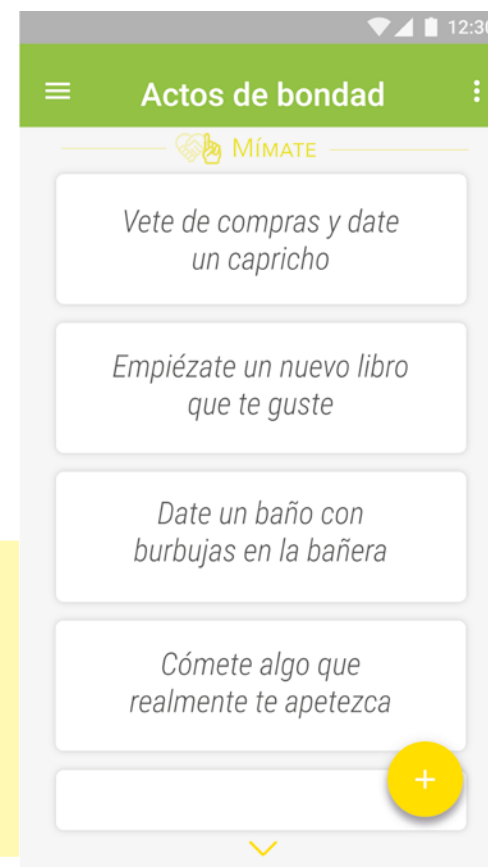 12:30
Actos de bondad
MÍMATE
Vete de compras y date
un capricho
Empiézate un nuevo libro
que te guste
Date un baño con
burbujas en la bañera
Cómete algo que
realmente te apetezca
+